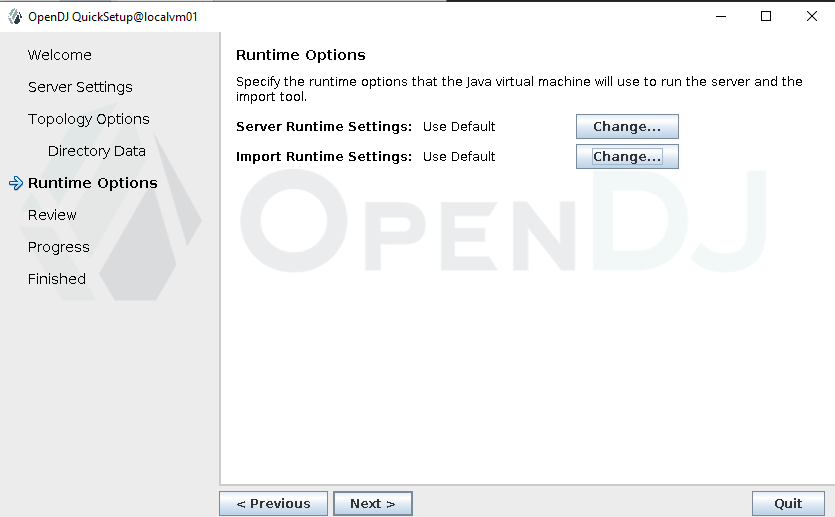 OpenDJ QuickSetup@localvm01
Welcome
Server Settings
Topology Options
Directory Data
Runtime Options
Review
Progress
Finished
Runtime Options
Specify the runtime options that the Java virtual machine will use to run the server and the
import tool.
Server Runtime Settings: Use Default Change...
Import Runtime Settings: Use Default Change...
OPENDJ
< Previous Next > Quit